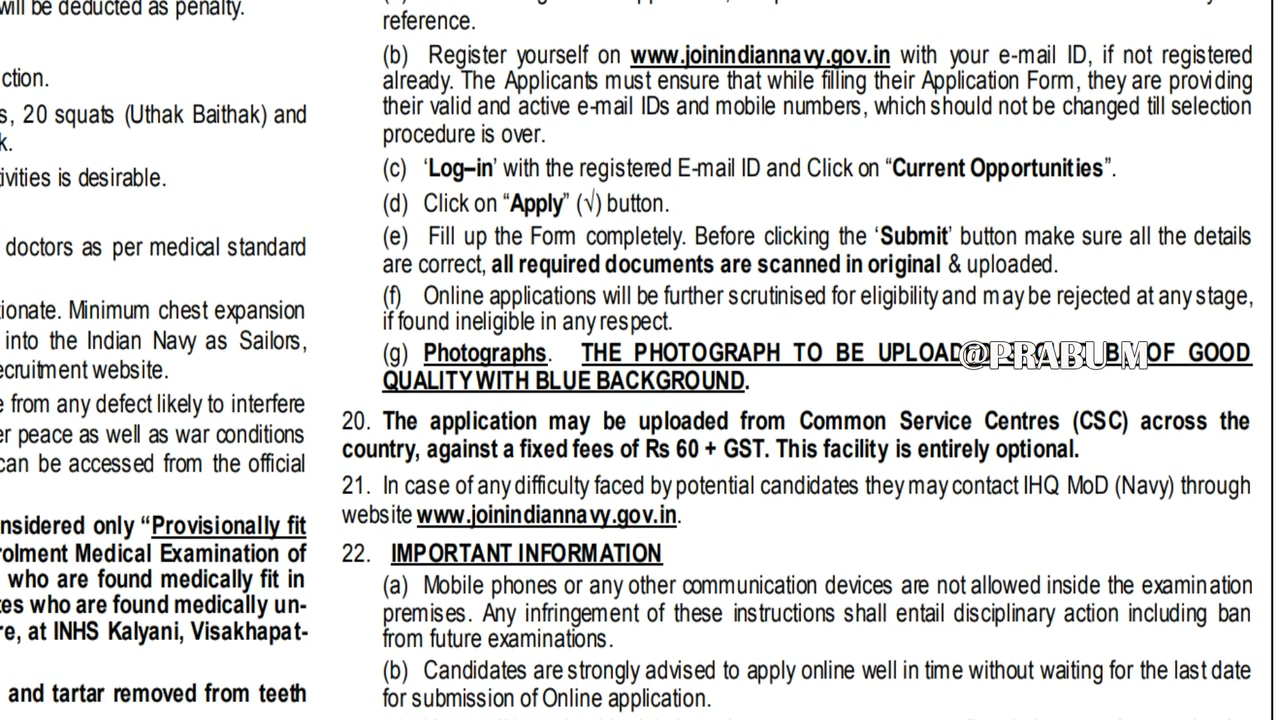 will be deducted as penalty.
ction.
s, 20 squats (Uthak Baithak) and
k.
ivities is desirable.
doctors as per medical standard
tionate. Minimum chest expansion
into the Indian Navy as Sailors,
ecruitment website.
e from any defect likely to interfere
er peace as well as war conditions
can be accessed from the official
onsidered only “Provisionally fit
rolment Medical Examination of
who are found medically fit in
tes who are found medically un-
re, at INHS Kalyani, Visakhapat-
and tartar removed from teeth
reference.
(b) Register yourself on www.joinindiannavy.gov.in with your e-mail ID, if not registered
already. The Applicants must ensure that while filling their Application Form, they are providing
their valid and active e-mail IDs and mobile numbers, which should not be changed till selection
procedure is over.
(c) ‘Log–in’ with the registered E-mail ID and Click on “Current Opportunities”.
(d) Click on “Apply” (√) button.
(e) Fill up the Form completely. Before clicking the ‘Submit’ button make sure all the details
are correct, all required documents are scanned in original & uploaded.
(f) Online applications will be further scrutinised for eligibility and may be rejected at any stage,
if found ineligible in any respect.
(g) Photographs. THE PHOTOGRAPH TO BE UPLOAD OF GOOD
@PRABU M
QUALITY WITH BLUE BACKGROUND.
20. The application may be uploaded from Common Service Centres (CSC) across the
country, against a fixed fees of Rs 60 + GST. This facility is entirely optional.
21. In case of any difficulty faced by potential candidates they may contact IHQ MoD (Navy) through
website www.joinindiannavy.gov.in.
22. IMPORTANT INFORMATION
(a) Mobile phones or any other communication devices are not allowed inside the examination
premises. Any infringement of these instructions shall entail disciplinary action including ban
from future examinations.
(b) Candidates are strongly advised to apply online well in time without waiting for the last date
for submission of Online application.